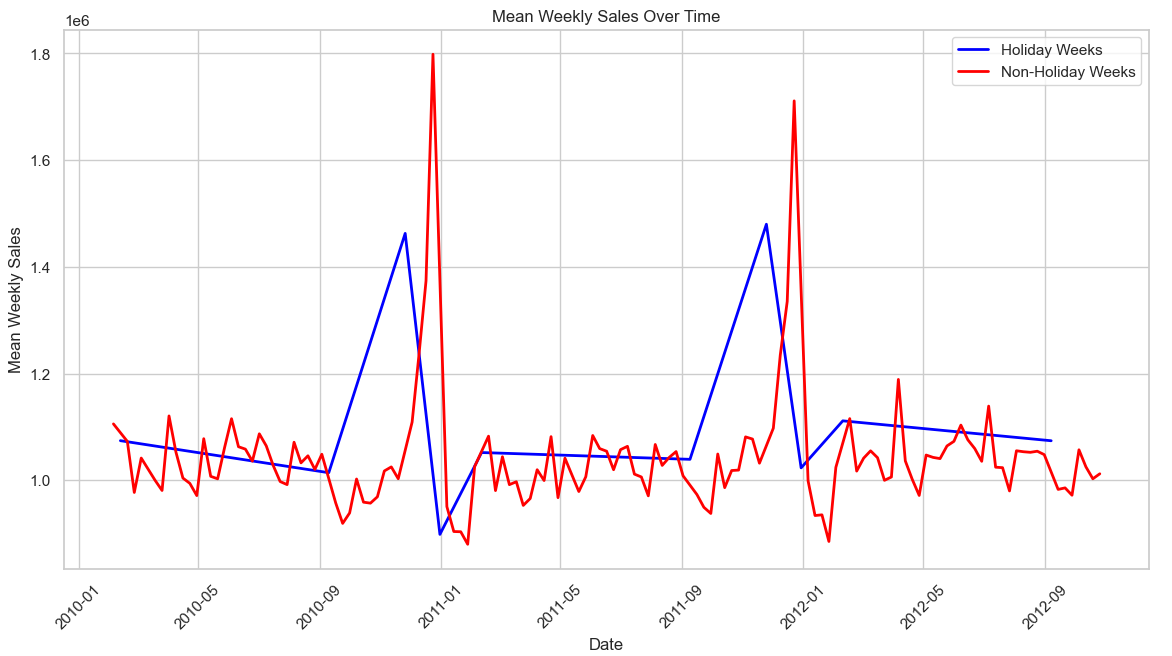 Mean Weekly Sales Over Time
1e6
Holiday Weeks
Non-Holiday Weeks
1.8
1.6
1.4
1.2
1.0
Mean Weekly Sales
2010-01
2010-05
2010-09
2011-01
2011-05
2011-09
2012-01
2012-05
2012-09
Date